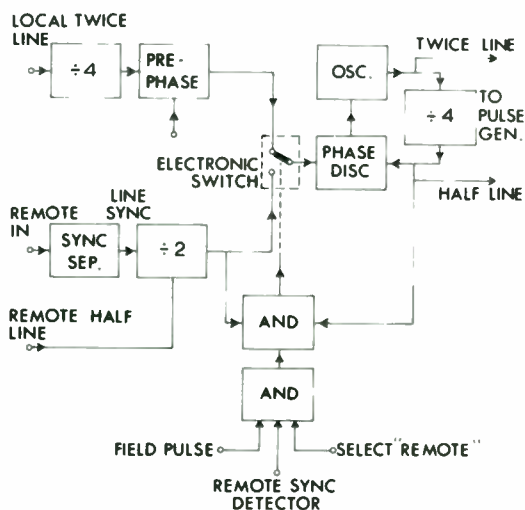 LOCAL TWICE
LINE
÷4
PRE-
PHASE
OSC.
TWICE LINE
÷4
TO
PULSE
GEN.
ELECTRONIC
SWITCH
PHASE
DISC
HALF LINE
REMOTE
IN
LINE
SYNC
SYNC
SEP.
÷2
REMOTE HALF
LINE
AND
AND
FIELD PULSE
SELECT "REMOTE"
REMOTE SYNC
DETECTOR